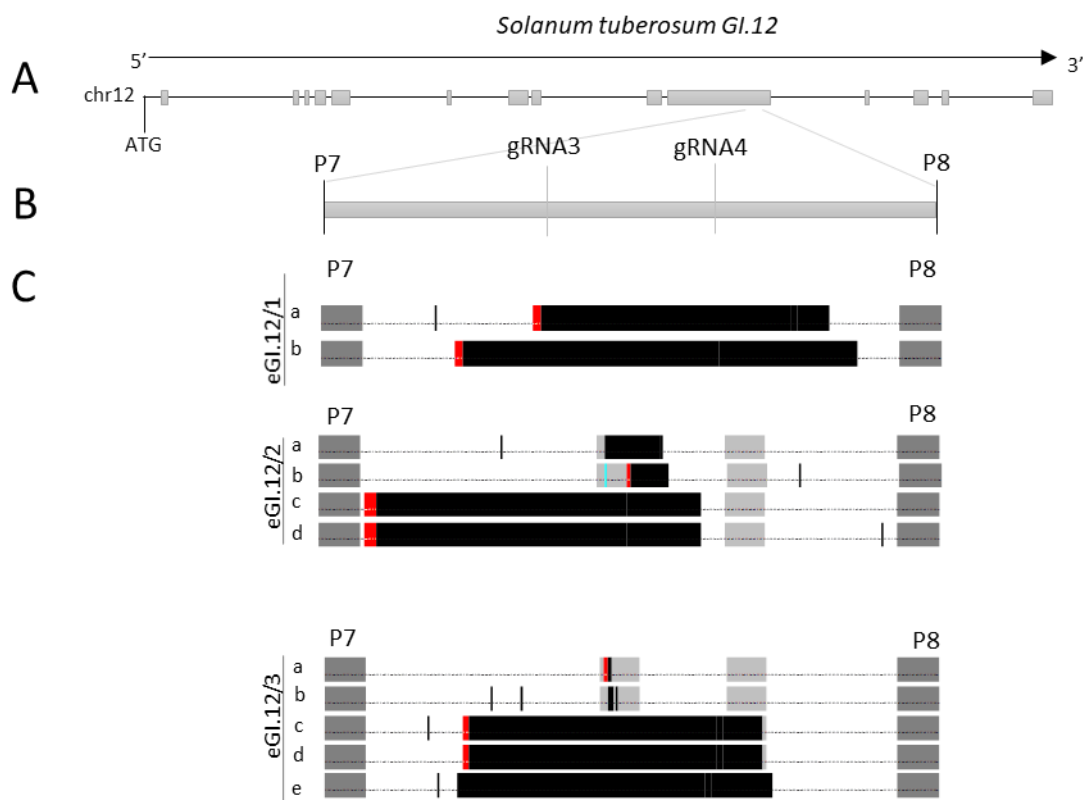 Solanum tuberosum GI.12
5’
3’
A
chr12
ATG
gRNA3
gRNA4
P7
P8
B
C
P7
P8
eGI.12/1
a
b
P7
P8
eGI.12/2
a
b
c
d
P7
P8
eGI.12/3
a
b
c
d
e